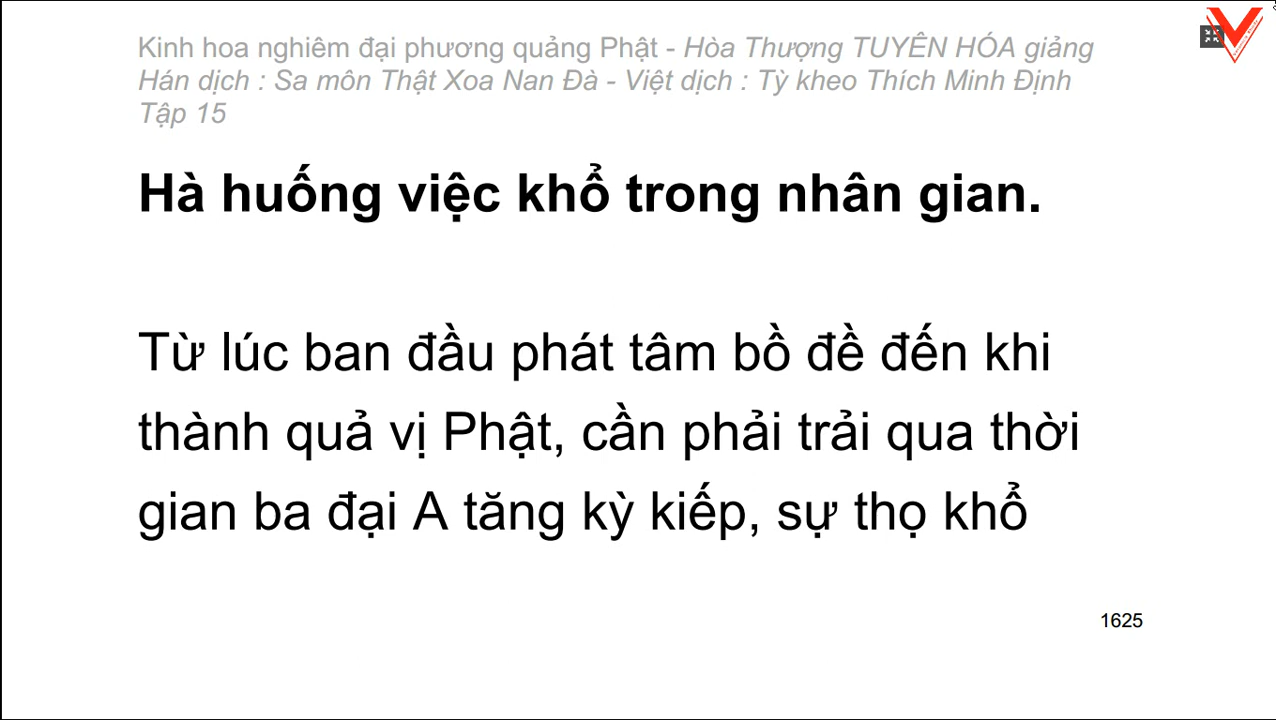 Kinh hoa nghiêm đại phương quảng Phật - Hòa Thượng TUYÊN HÓA giảng
Hán dịch : Sa môn Thật Xoa Nan Đà - Việt dịch : Tỳ kheo Thích Minh Định
Tập 15
Hà huống việc khổ trong nhân gian.
Từ lúc ban đầu phát tâm bồ đề đến khi
thành quả vị Phật, cần phải trải qua thời
gian ba đại A tăng kỳ kiếp, sự thọ khổ
1625